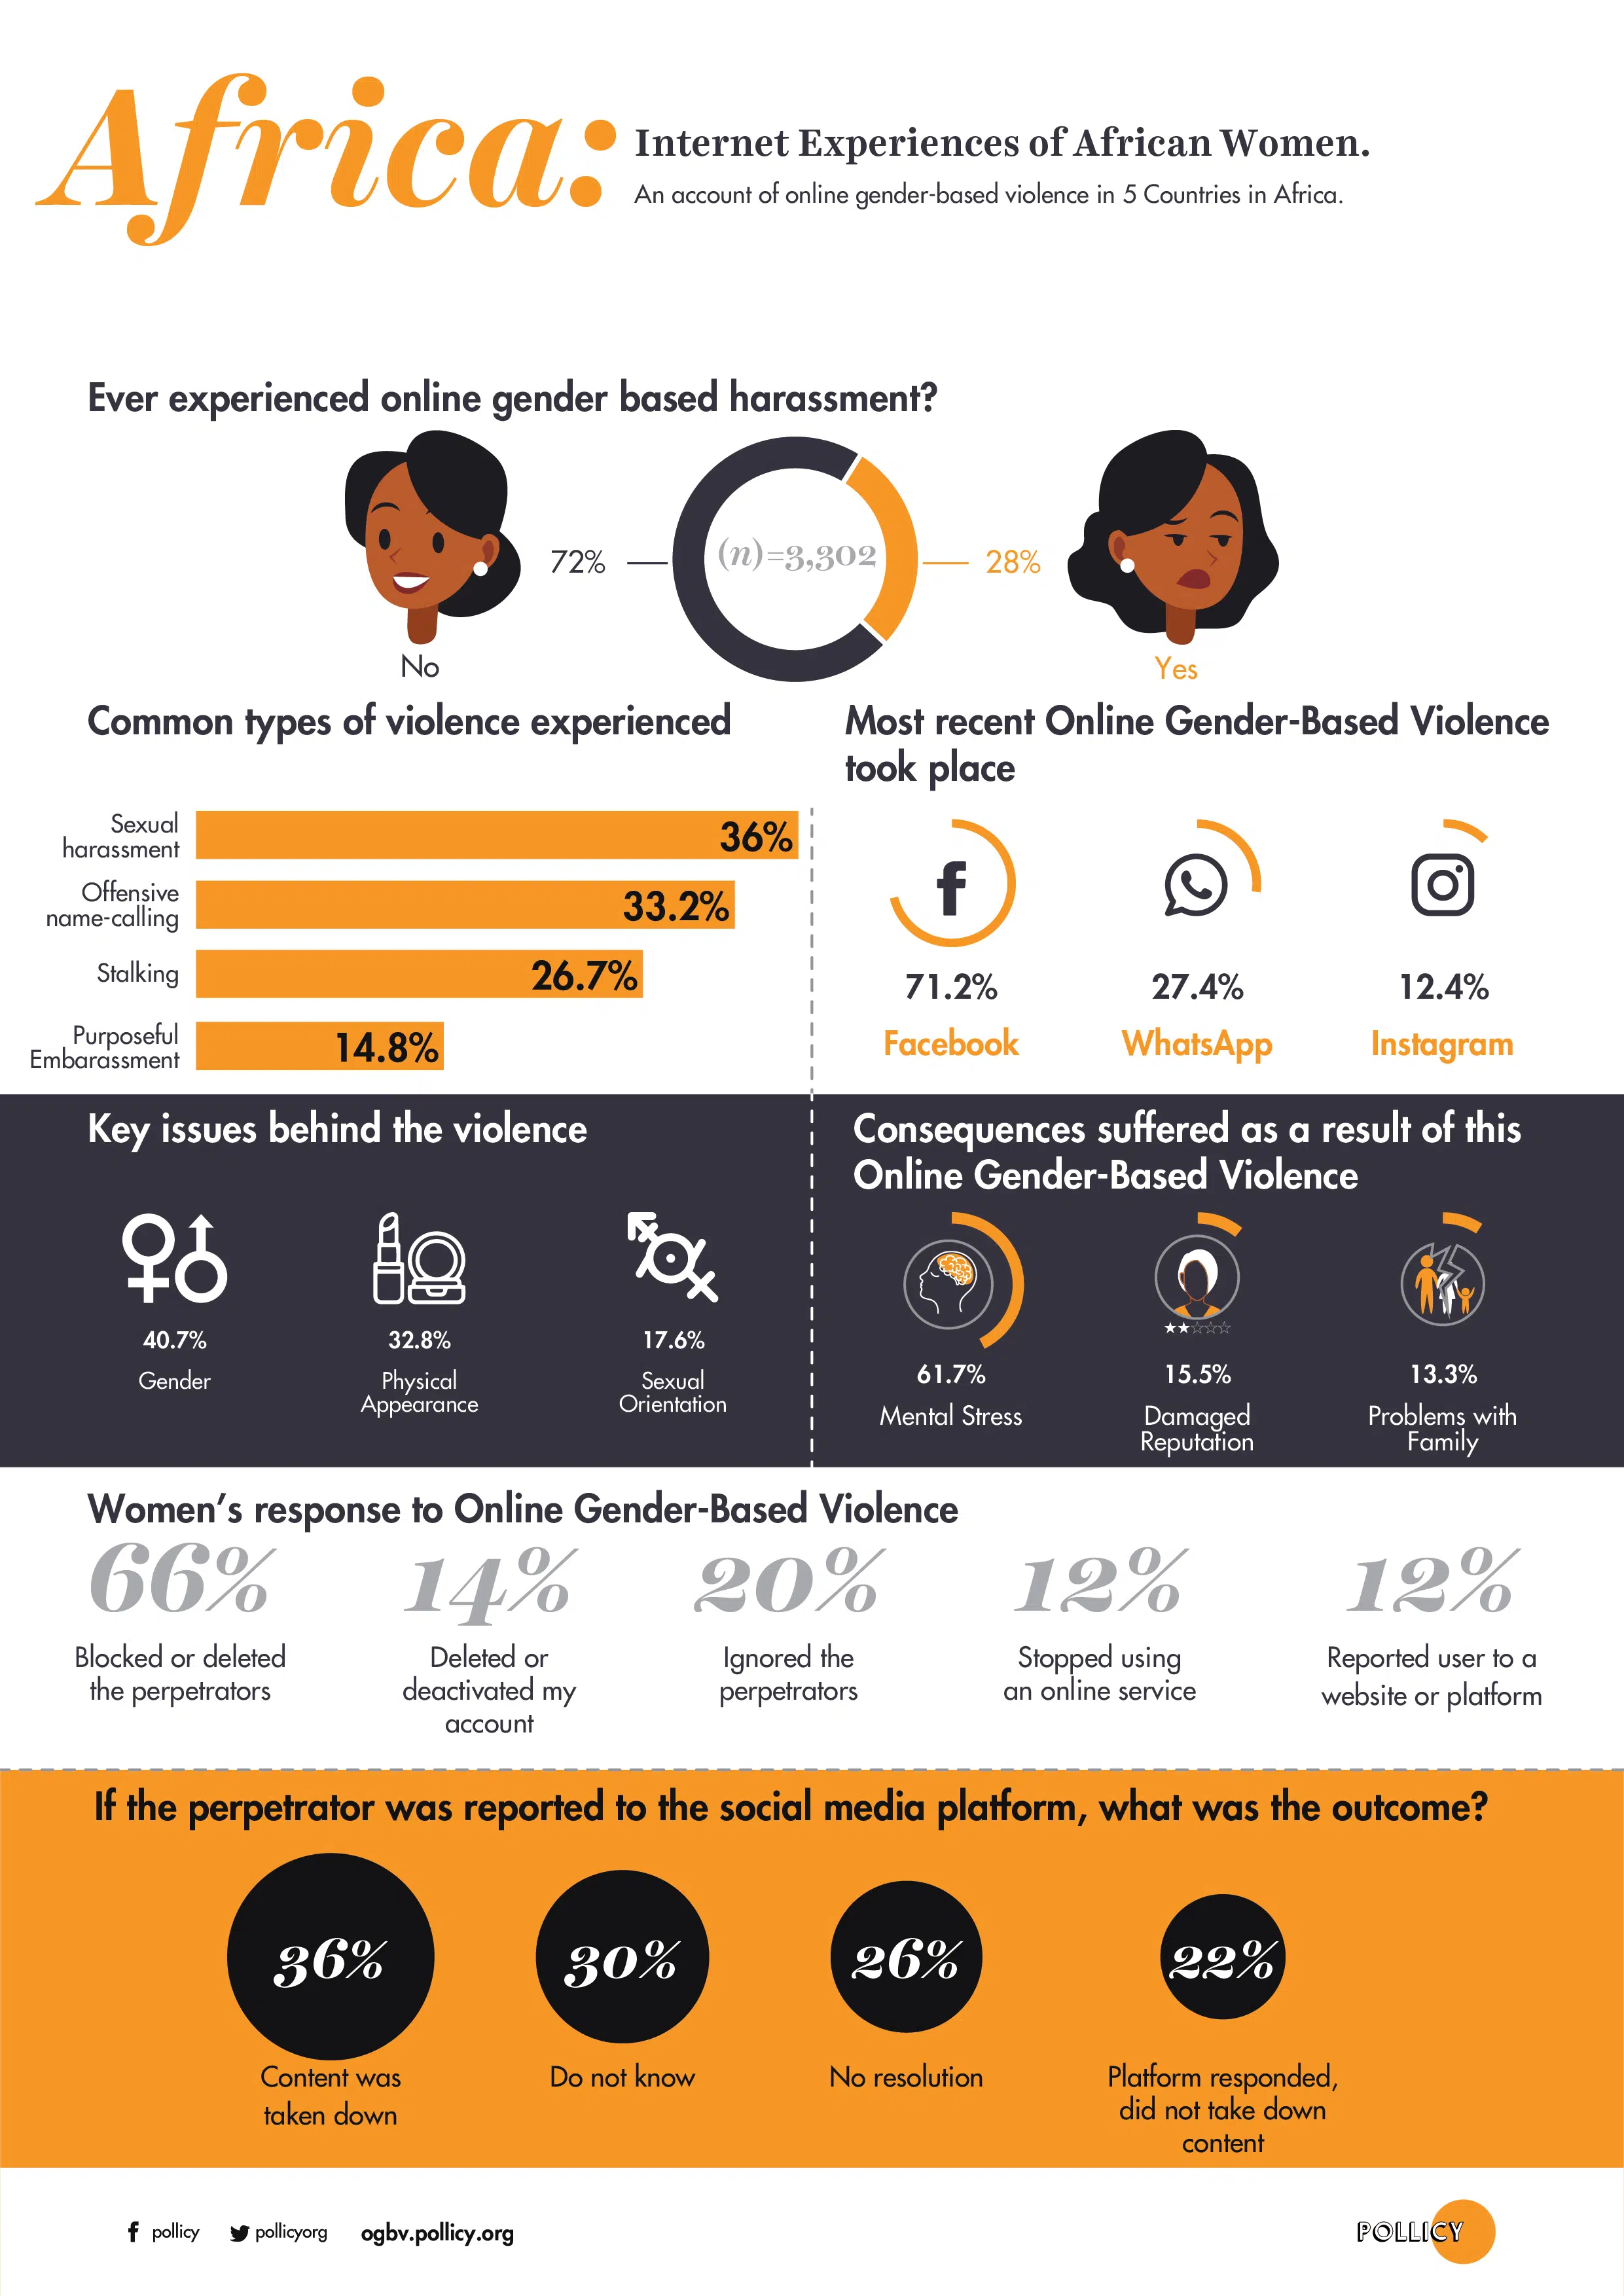 Africa:
Internet Experiences of African Women.
An account of online gender-based violence in 5 Countries in Africa.
Ever experienced online gender based harassment?
72%
(n)=3,302
28%
No
Yes
Common types of violence experienced
Sexual
harassment
36%
Offensive
name-calling
33.2%
Stalking
26.7%
Purposeful
Embarassment
14.8%
Most recent Online Gender-Based Violence
took place
71.2%
27.4%
12.4%
Facebook
WhatsApp
Instagram
Key issues behind the violence
40.7%
32.8%
17.6%
Gender
Physical
Appearance
Sexual
Orientation
Consequences suffered as a result of this
Online Gender-Based Violence
61.7%
15.5%
13.3%
Mental Stress
Damaged
Reputation
Problems with
Family
Women's response to Online Gender-Based Violence
66%
Blocked or deleted
the perpetrators
14%
Deleted or
deactivated my
account
20%
Ignored the
perpetrators
12%
Stopped using
an online service
12%
Reported user to a
website or platform
If the perpetrator was reported to the social media platform, what was the outcome?
36%
Content was
taken down
30%
Do not know
26%
No resolution
22%
Platform responded,
did not take down
content
pollicy
pollicyorg
ogbv.pollicy.org
POLLICY